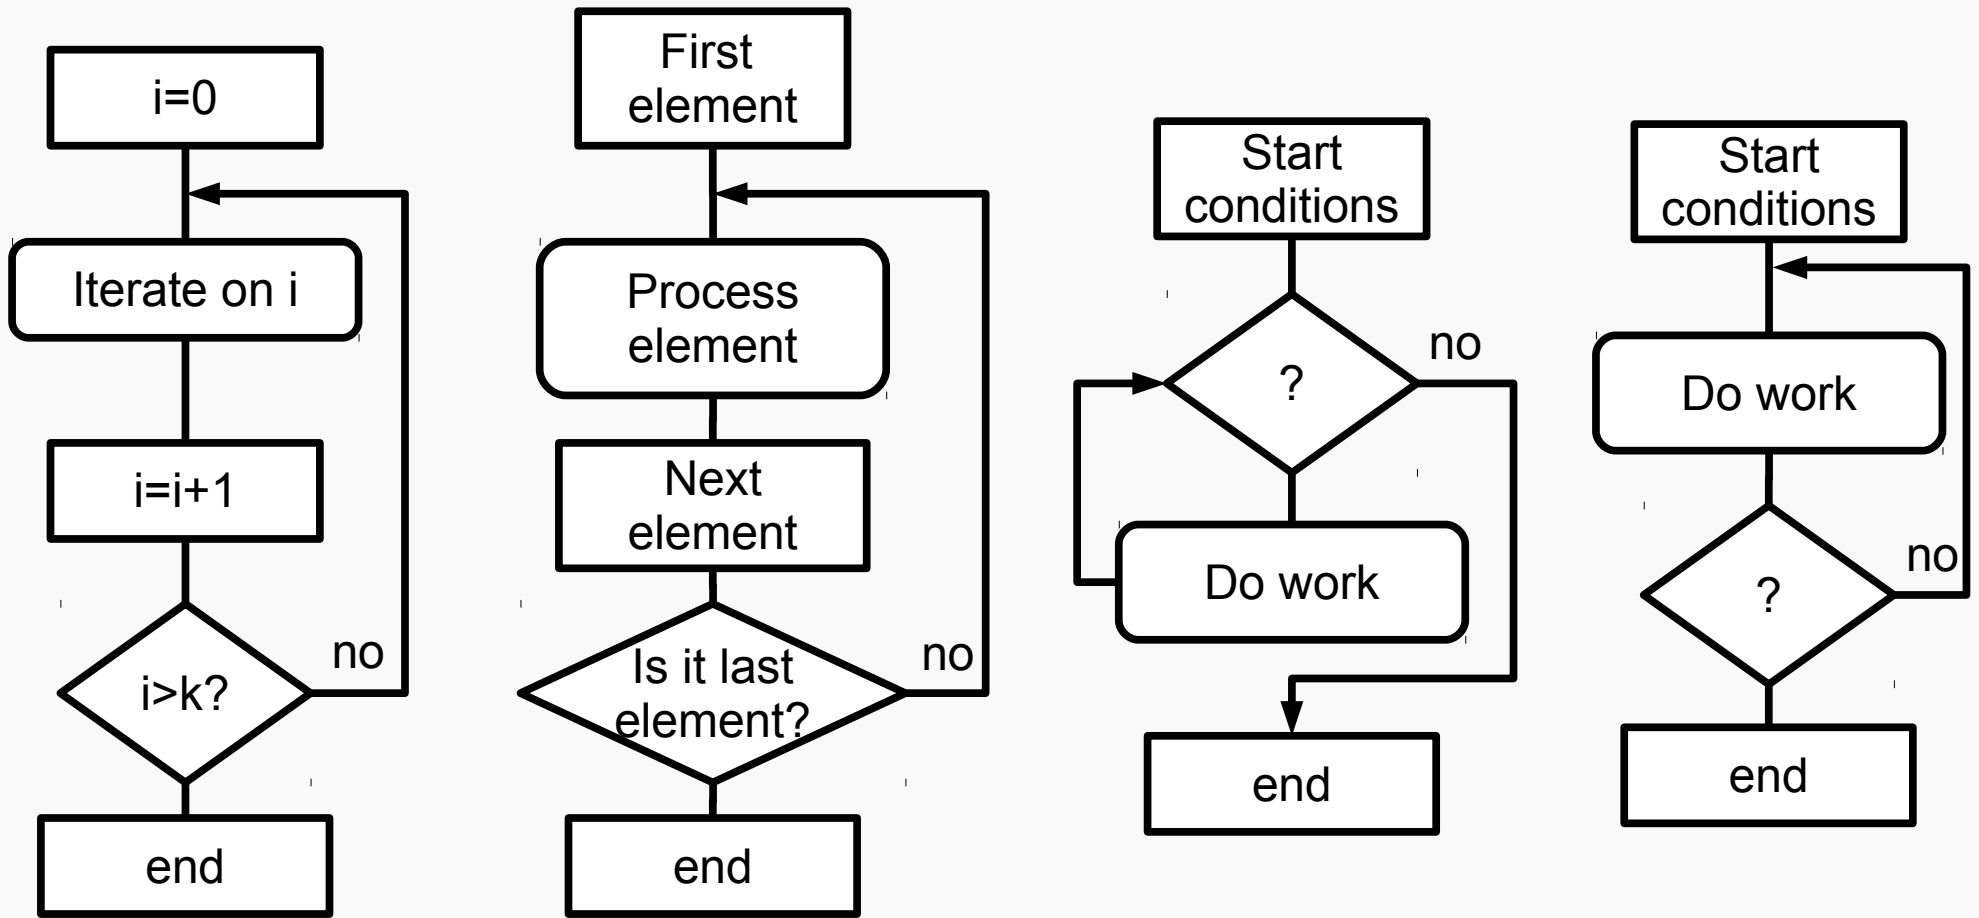 i=0
Iterate on i
i=i+1
i>k?
no
end
First
element
Process
element
Next
element
Is it last
element?
no
end
Start
conditions
?
no
Do work
end
Start
conditions
Do work
?
no
end